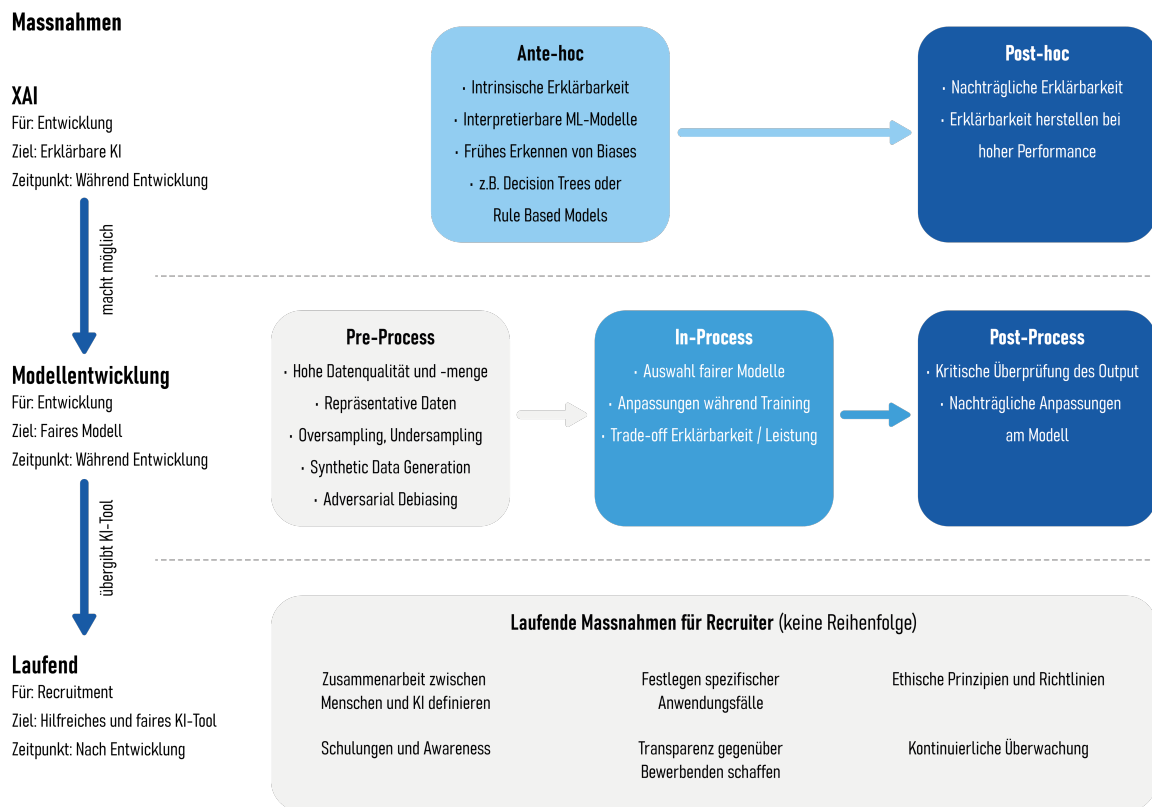 Massnahmen
XAI
Für: Entwicklung
Ziel: Erklärbare KI
Zeitpunkt: Während Entwicklung
Ante-hoc
· Intrinsische Erklärbarkeit
· Interpretierbare ML-Modelle
· Frühes Erkennen von Biases
· z.B. Decision Trees oder
Rule Based Models
Post-hoc
· Nachträgliche Erklärbarkeit
· Erklärbarkeit herstellen bei
hoher Performance
macht möglich
Modellentwicklung
Für: Entwicklung
Ziel: Faires Modell
Zeitpunkt: Während Entwicklung
Pre-Process
· Hohe Datenqualität und -menge
· Repräsentative Daten
· Oversampling, Undersampling
· Synthetic Data Generation
· Adversarial Debiasing
In-Process
· Auswahl fairer Modelle
· Anpassungen während Training
· Trade-off Erklärbarkeit / Leistung
Post-Process
· Kritische Überprüfung des Output
· Nachträgliche Anpassungen
am Modell
übergibt KI-Tool
Laufend
Für: Recruitment
Ziel: Hilfreiches und faires KI-Tool
Zeitpunkt: Nach Entwicklung
Laufende Massnahmen für Recruiter (keine Reihenfolge)
Zusammenarbeit zwischen
Menschen und KI definieren
Festlegen spezifischer
Anwendungsfälle
Ethische Prinzipien und Richtlinien
Schulungen und Awareness
Transparenz gegenüber
Bewerbenden schaffen
Kontinuierliche Überwachung